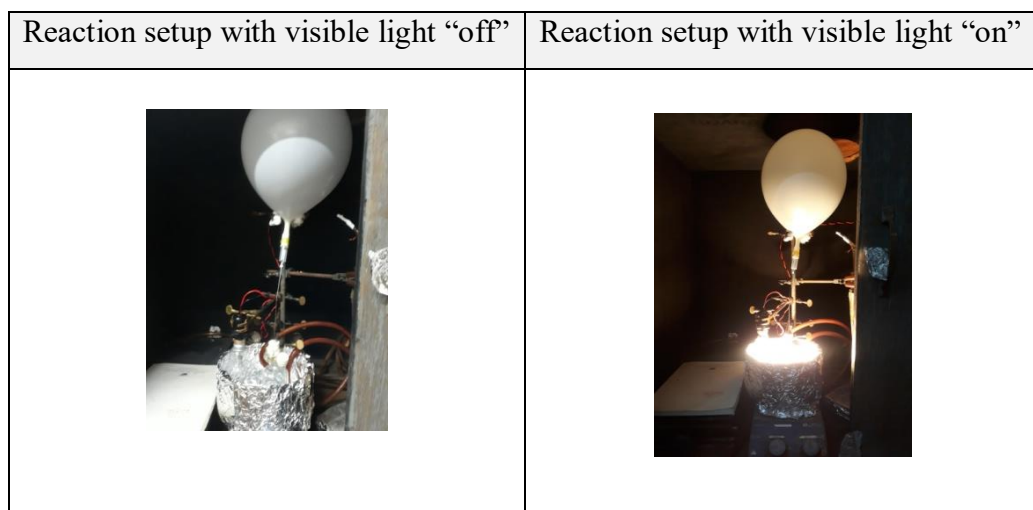 Reaction setup with visible light “off”
Reaction setup with visible light “on”